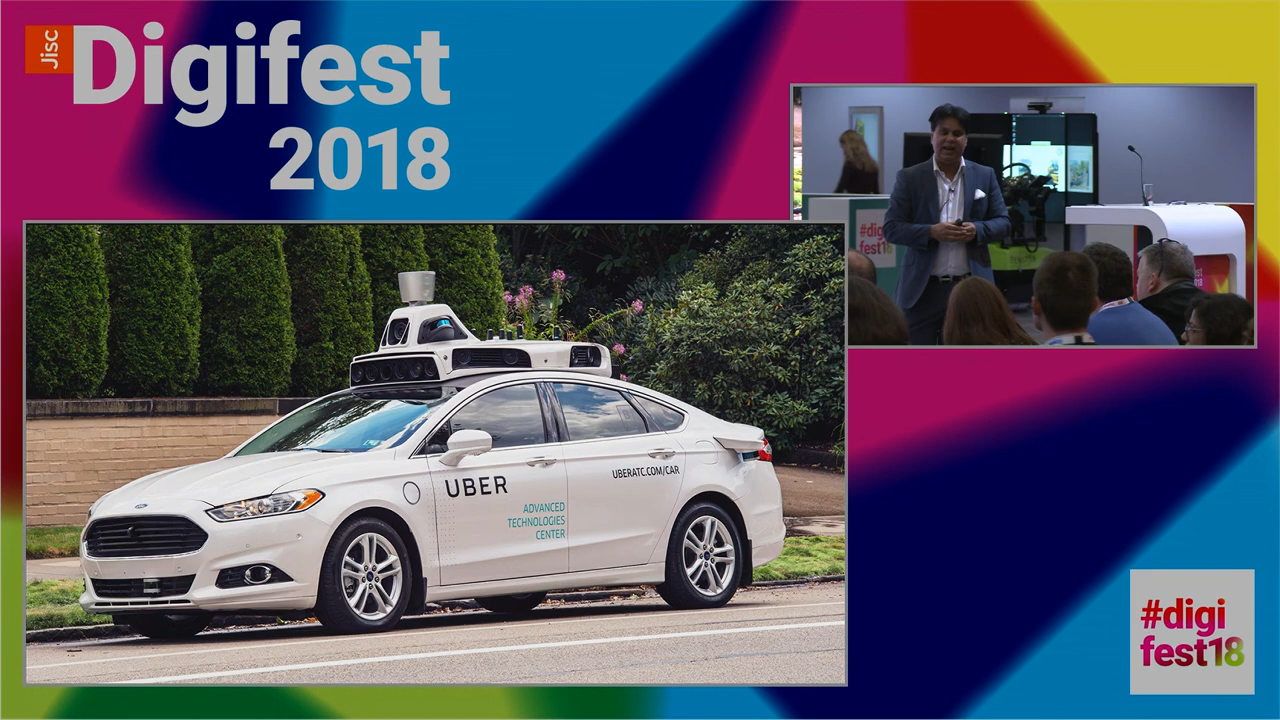 Jisc
Digifest
2018
#digi
fest18
UBER
UBERATC.COM/CAR
ADVANCED
TECHNOLOGIES
CENTER
#digi
fest18